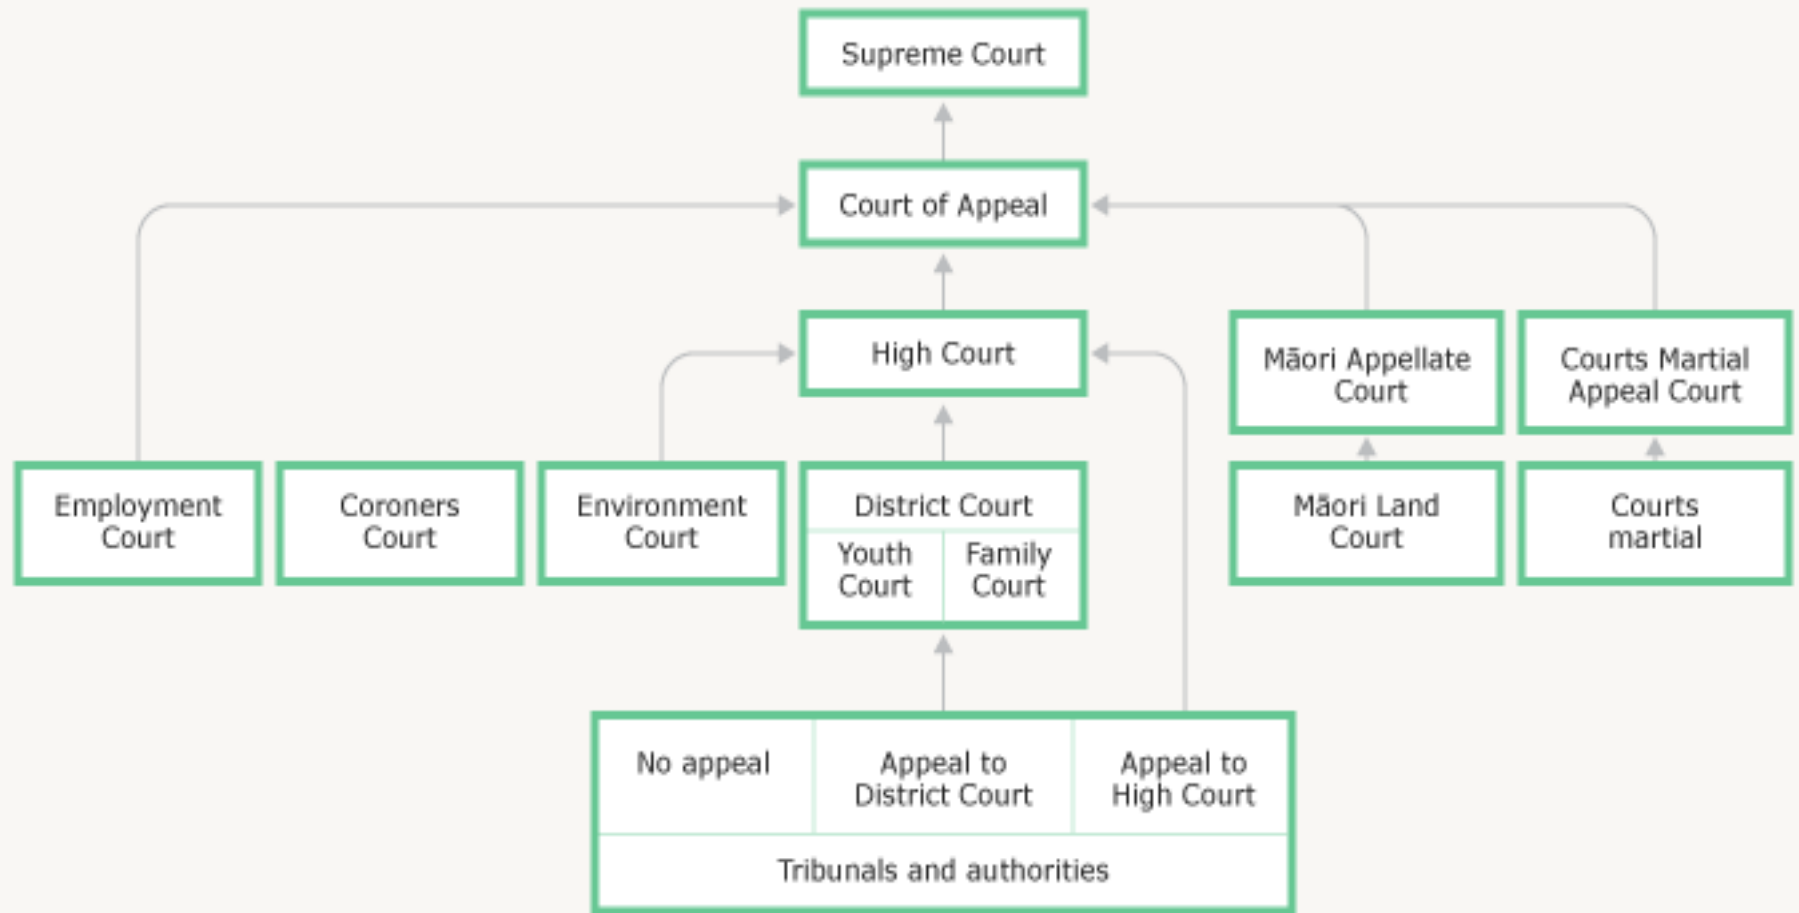 Supreme Court
Court of Appeal
High Court
Māori Appellate
Court
Courts Martial
Appeal Court
Employment
Court
Coroners
Court
Environment
Court
District Court
Youth
Court
Family
Court
Māori Land
Court
Courts
martial
No appeal
Appeal to
District Court
Appeal to
High Court
Tribunals and authorities